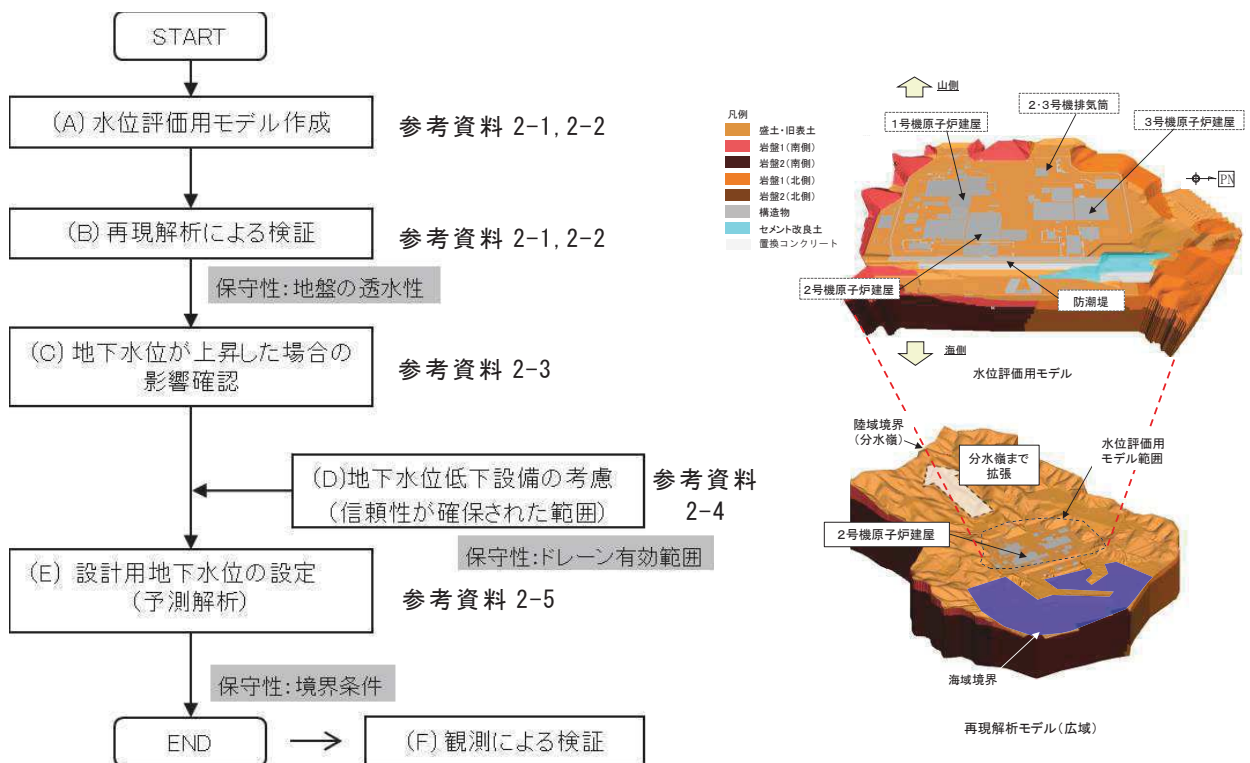 START
(A) 水位評価用モデル作成
参考資料 2-1, 2-2
(B) 再現解析による検証
参考資料 2-1, 2-2
保守性:地盤の透水性
(C) 地下水位が上昇した場合の
影響確認
参考資料 2-3
(D)地下水位低下設備の考慮
(信頼性が確保された範囲)
参考資料
2-4
保守性:ドレーン有効範囲
(E) 設計用地下水位の設定
(予測解析)
参考資料 2-5
保守性:境界条件
END
(F) 観測による検証
山側
凡例
盛土・旧表土
岩盤1(南側)
岩盤2(南側)
岩盤1(北側)
岩盤2(北側)
構造物
セメント改良土
置換コンクリート
1号機原子炉建屋
2・3号機排気筒
3号機原子炉建屋
PN
2号機原子炉建屋
防潮堤
海側
水位評価用モデル
陸域境界
(分水嶺)
分水嶺まで
拡張
水位評価用
モデル範囲
2号機原子炉建屋
海域境界
再現解析モデル(広域)